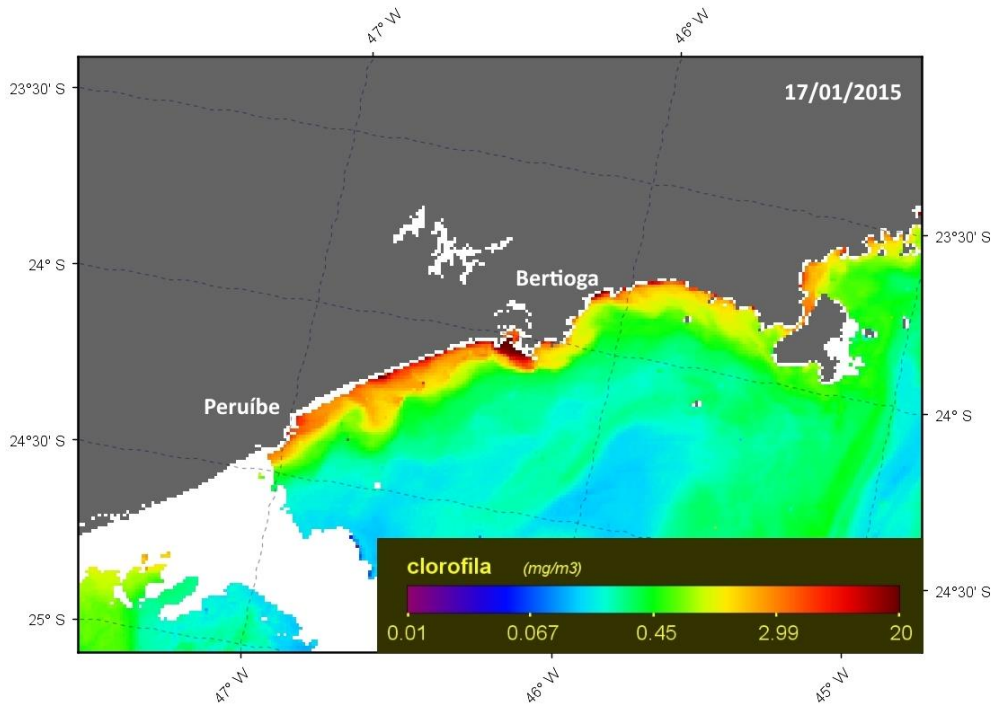 47° W
46° W
23°30' S
17/01/2015
23°30' S
24° S
Bertioga
Peruíbe
24° S
24°30' S
clorofila (mg/m3)
24°30' S
0.01 0.067 0.45 2.99 20
25° S
47° W
46° W
45° W